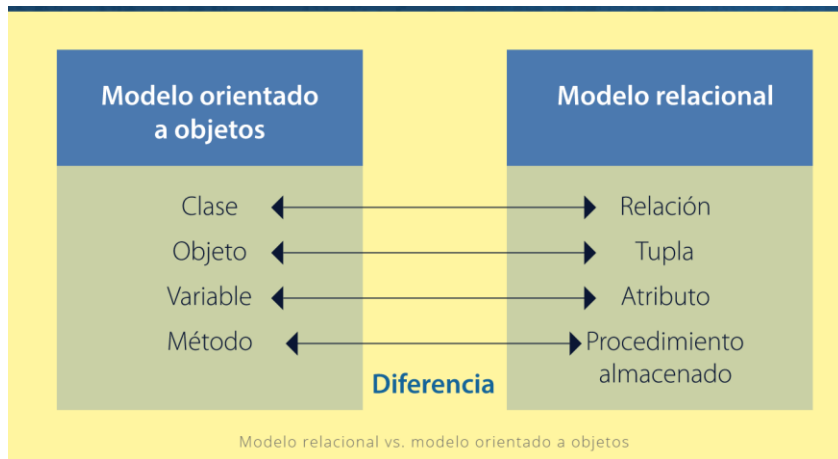 Modelo orientado
a objetos
Modelo relacional
Clase
Relación
Objeto
Tupla
Variable
Atributo
Método
Procedimiento
almacenado
Diferencia
Modelo relacional vs. modelo orientado a objetos